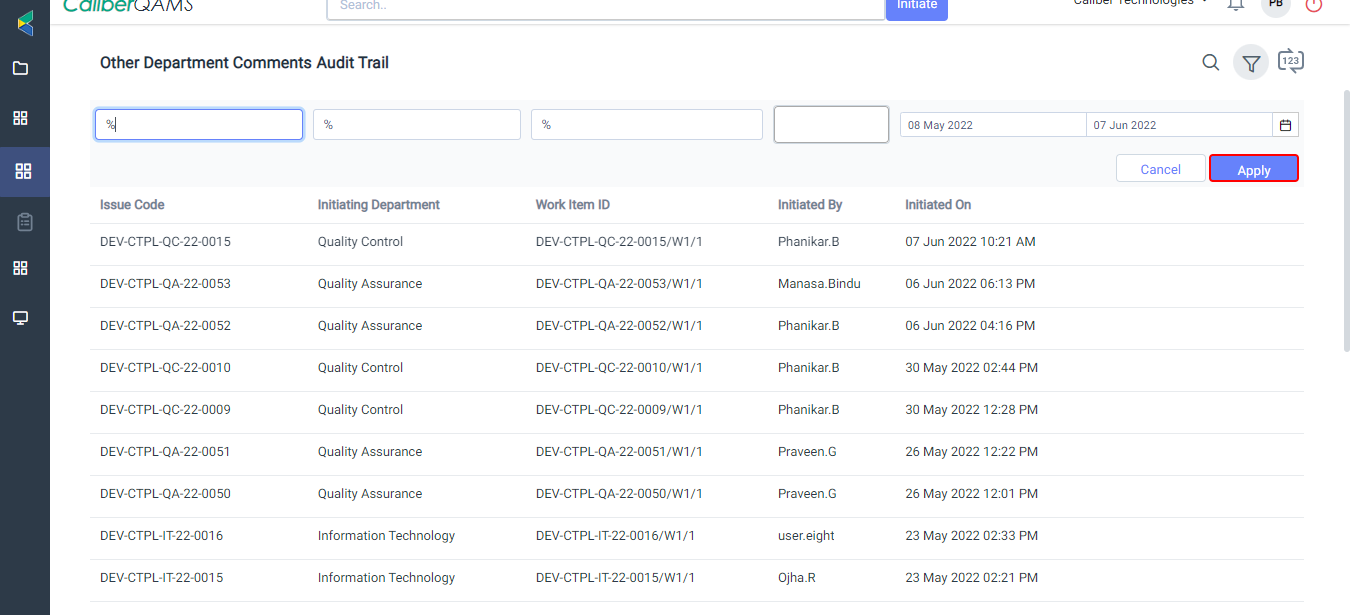 CaliberQAMS Search.. Initiate Caliber Technologies PB
Other Department Comments Audit Trail 123
% % % 08 May 2022 07 Jun 2022
Cancel Apply
Issue Code Initiating Department Work Item ID Initiated By Initiated On
DEV-CTPL-QC-22-0015 Quality Control DEV-CTPL-QC-22-0015/W1/1 Phanikar.B 07 Jun 2022 10:21 AM
DEV-CTPL-QA-22-0053 Quality Assurance DEV-CTPL-QA-22-0053/W1/1 Manasa.Bindu 06 Jun 2022 06:13 PM
DEV-CTPL-QA-22-0052 Quality Assurance DEV-CTPL-QA-22-0052/W1/1 Phanikar.B 06 Jun 2022 04:16 PM
DEV-CTPL-QC-22-0010 Quality Control DEV-CTPL-QC-22-0010/W1/1 Phanikar.B 30 May 2022 02:44 PM
DEV-CTPL-QC-22-0009 Quality Control DEV-CTPL-QC-22-0009/W1/1 Phanikar.B 30 May 2022 12:28 PM
DEV-CTPL-QA-22-0051 Quality Assurance DEV-CTPL-QA-22-0051/W1/1 Praveen.G 26 May 2022 12:22 PM
DEV-CTPL-QA-22-0050 Quality Assurance DEV-CTPL-QA-22-0050/W1/1 Praveen.G 26 May 2022 12:01 PM
DEV-CTPL-IT-22-0016 Information Technology DEV-CTPL-IT-22-0016/W1/1 user.eight 23 May 2022 02:33 PM
DEV-CTPL-IT-22-0015 Information Technology DEV-CTPL-IT-22-0015/W1/1 Ojha.R 23 May 2022 02:21 PM